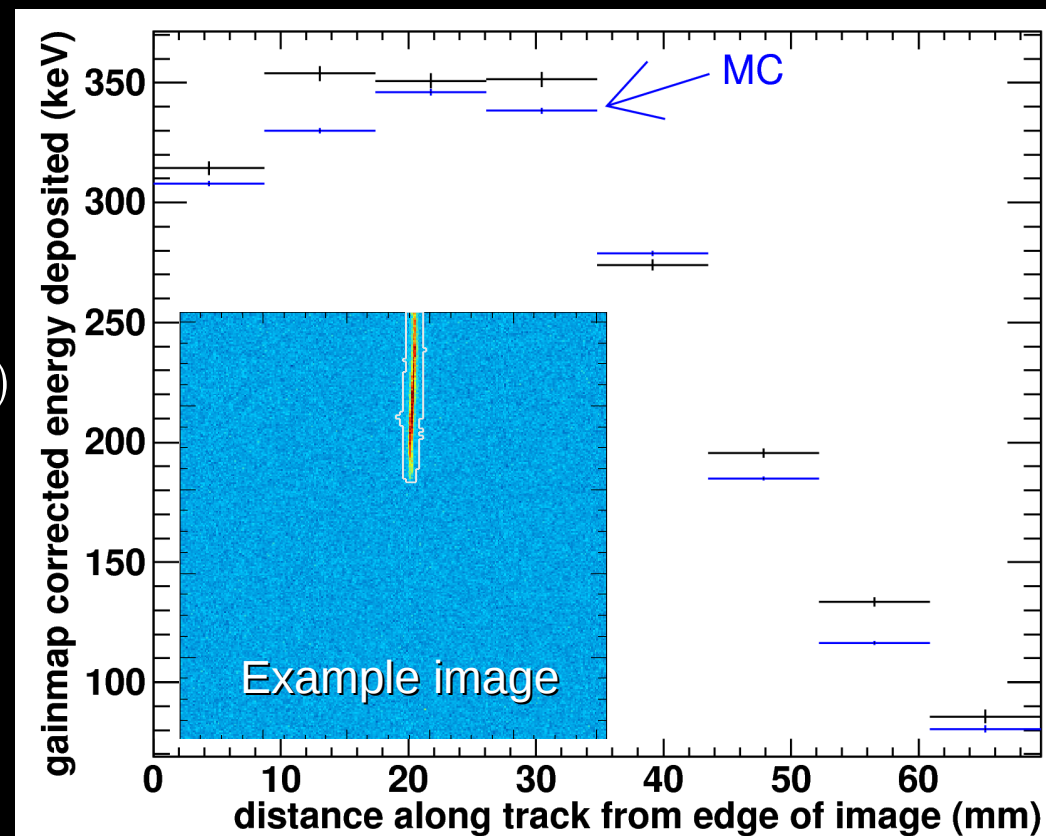 gainmap corrected energy deposited (keV)
350
300
250
200
150
100
MC
)
Example image
0 10 20 30 40 50 60
distance along track from edge of image (mm)